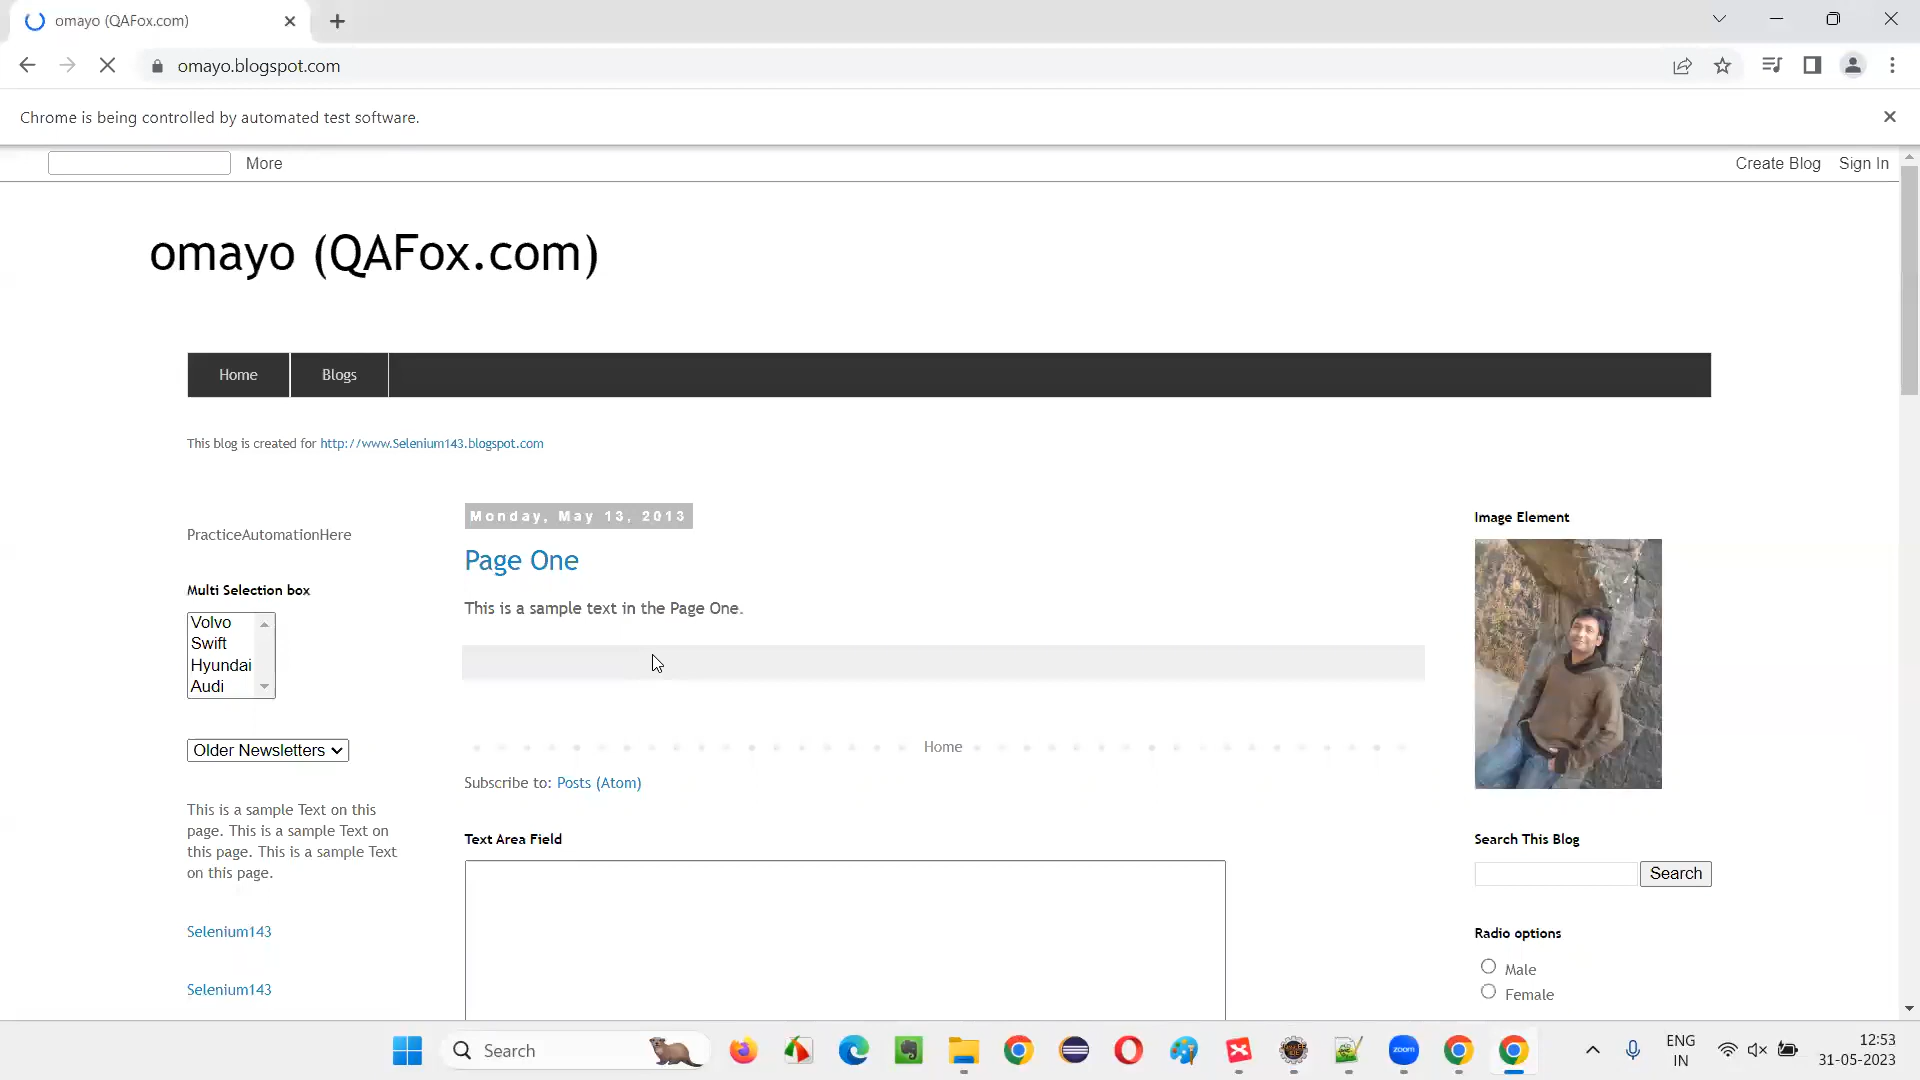 omayo (QAFox.com)
omayo.blogspot.com
Chrome is being controlled by automated test software.
More
Create Blog
Sign In
omayo (QAFox.com)
Home
Blogs
This blog is created for http://www.Selenium143.blogspot.com
PracticeAutomationHere
Multi Selection box
Volvo
Swift
Hyundai
Audi
Older Newsletters
This is a sample Text on this
page. This is a sample Text on
this page. This is a sample Text
on this page.
Selenium143
Selenium143
Monday, May 13, 2013
Page One
This is a sample text in the Page One.
Home
Subscribe to: Posts (Atom)
Text Area Field
Image Element
Search This Blog
Search
Radio options
Male
Female
Search
zoom
ENG
IN
12:53
31-05-2023